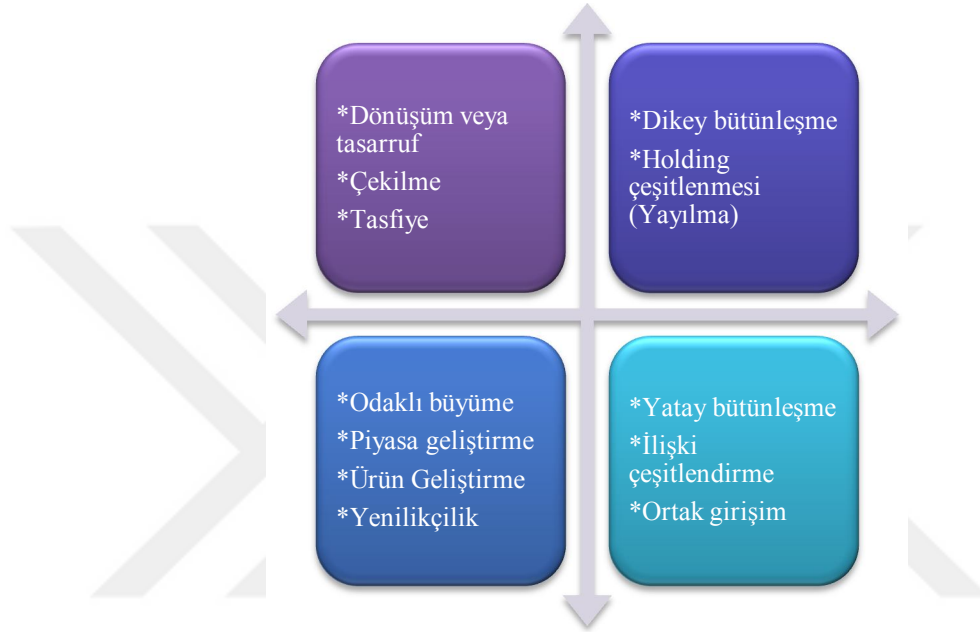 *Dönüşüm veya
tasarruf
*Çekilme
*Tasfiye
*Dikey bütünleşme
*Holding
çeşitlenmesi
(Yayılma)
*Odaklı büyüme
*Piyasa geliştirme
*Ürün Geliştirme
*Yenilikçilik
*Yatay bütünleşme
*İlişki
çeşitlendirme
*Ortak girişim